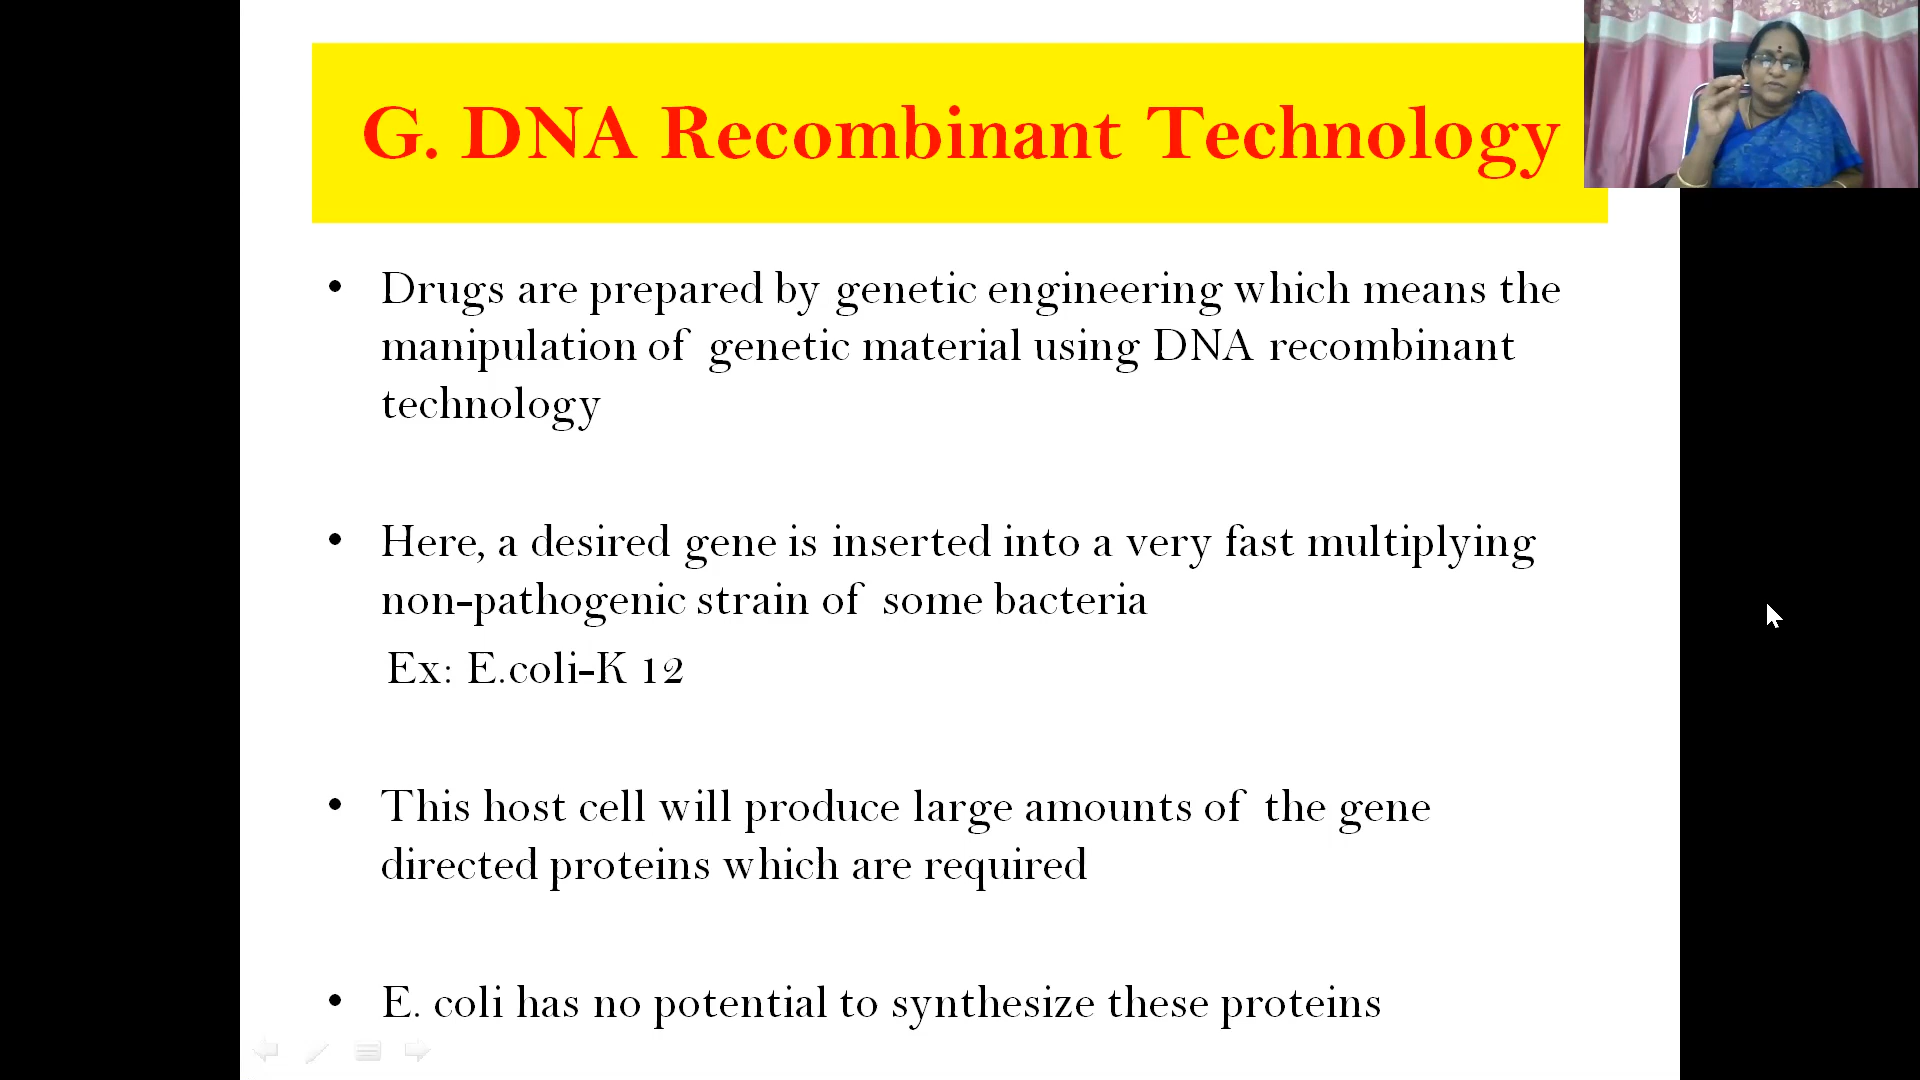 G. DNA Recombinant Technology
• Drugs are prepared by genetic engineering which means the
manipulation of genetic material using DNA recombinant
technology
• Here, a desired gene is inserted into a very fast multiplying
non-pathogenic strain of some bacteria
Ex: E.coli-K 12
• This host cell will produce large amounts of the gene
directed proteins which are required
• E. coli has no potential to synthesize these proteins